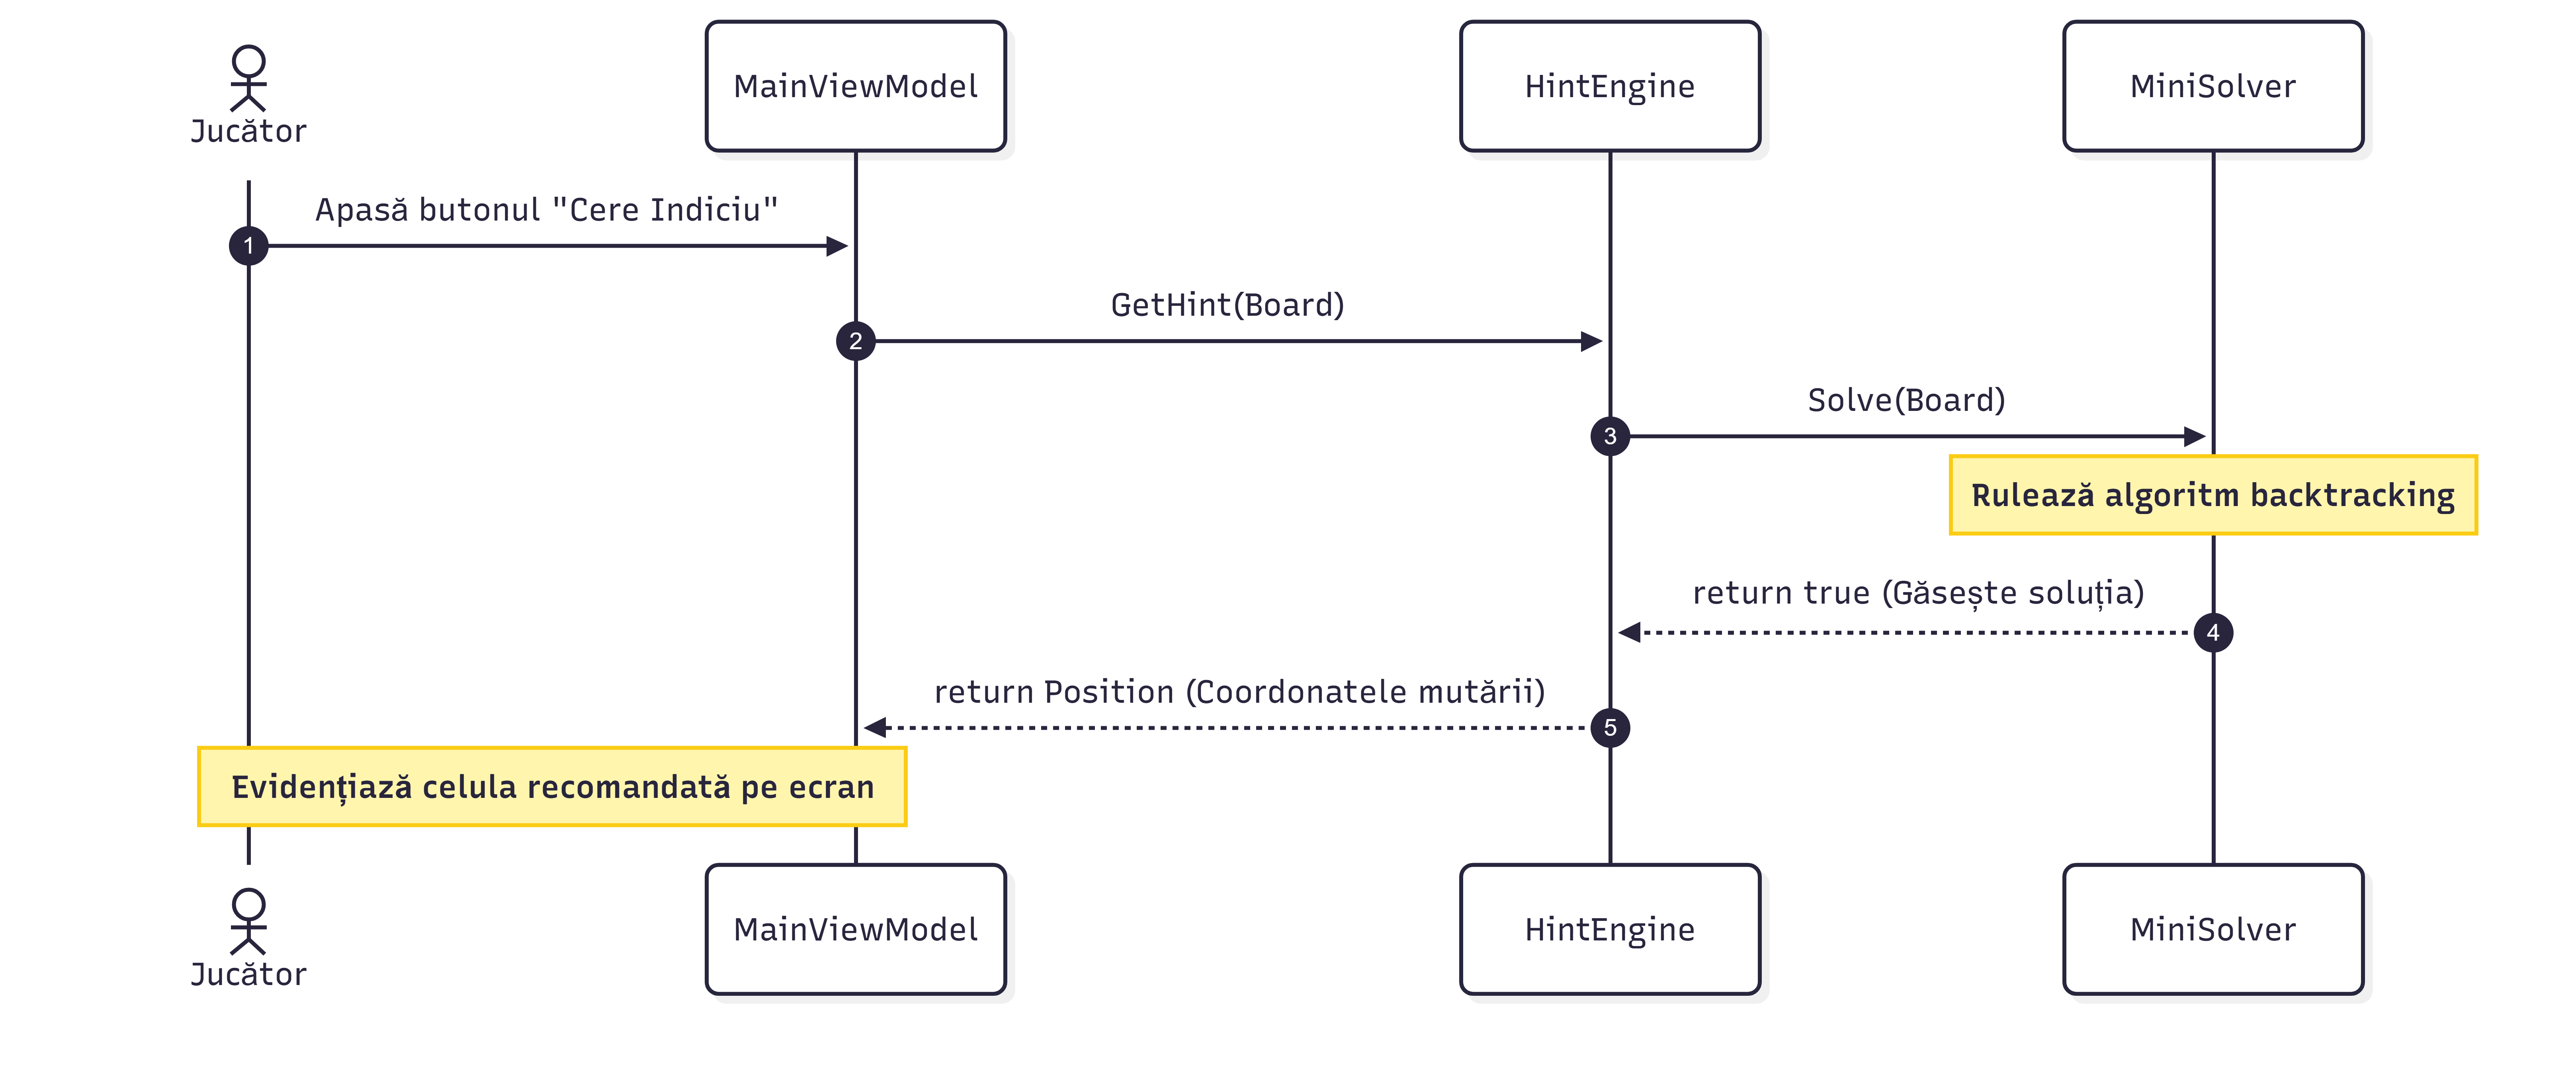 Jucător
MainViewModel
HintEngine
MiniSolver
Apasă butonul "Cere Indiciu"
1
GetHint(Board)
2
Solve(Board)
3
Rulează algoritm backtracking
return true (Găsește soluția)
4
return Position (Coordonatele mutării)
5
Evidențiază celula recomandată pe ecran
Jucător
MainViewModel
HintEngine
MiniSolver